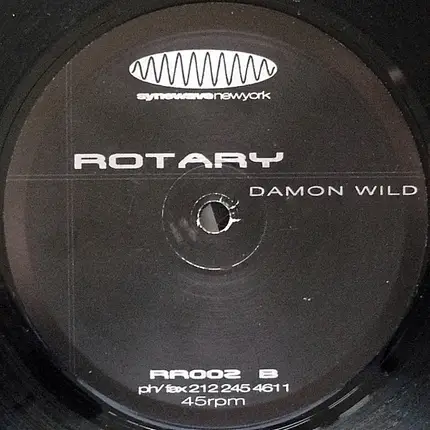 synewavenewyork
ROTARY
DAMON WILD
RR002 B
ph/fax 212 245 4611
45rpm